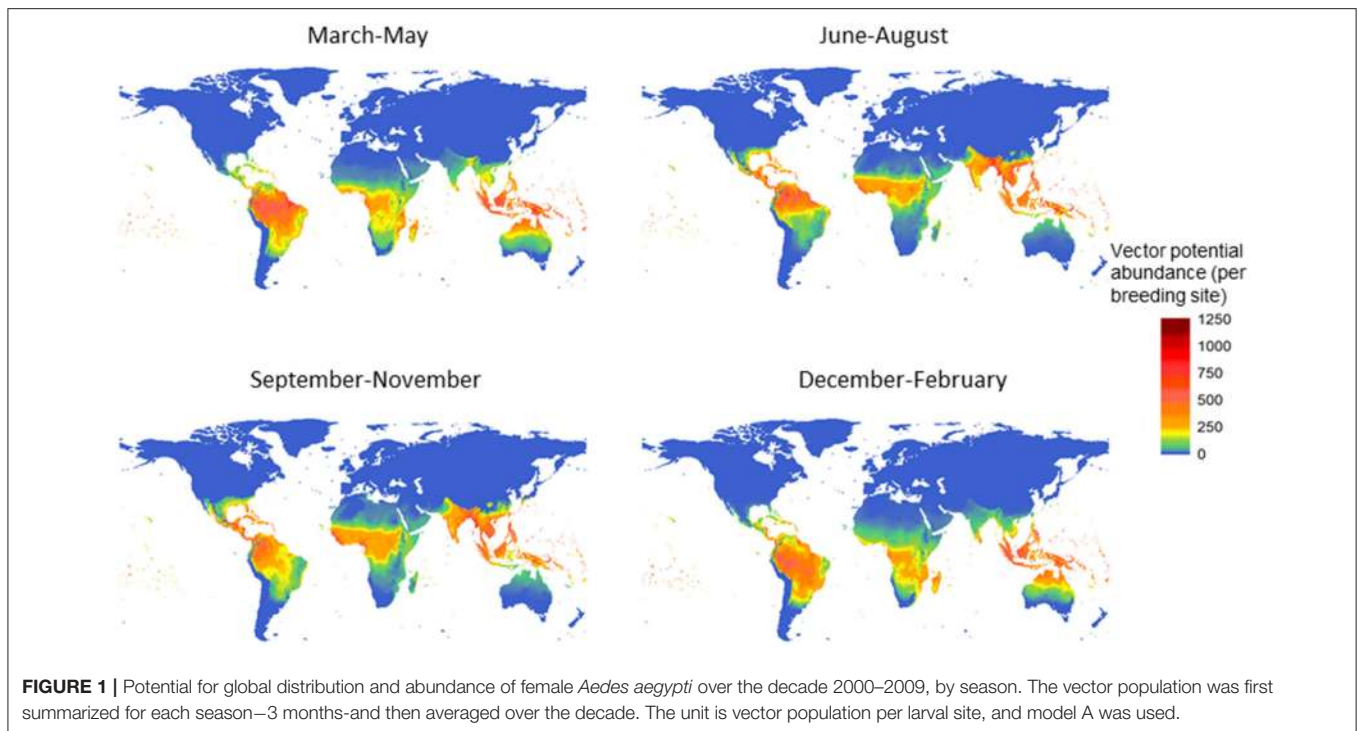 March-May
June-August
Vector potential
abundance (per
breeding site)
1250
1000
750
500
250
0
September-November
December-February
FIGURE 1 | Potential for global distribution and abundance of female Aedes aegypti over the decade 2000–2009, by season. The vector population was first
summarized for each season—3 months-and then averaged over the decade. The unit is vector population per larval site, and model A was used.